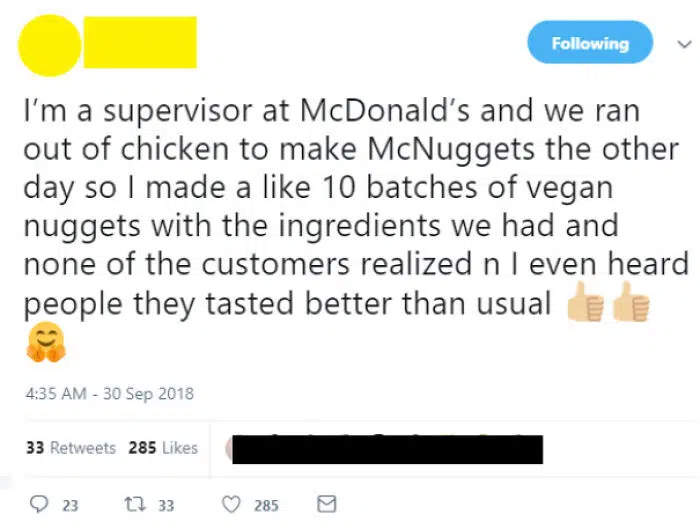 Following
I'm a supervisor at McDonald's and we ran
out of chicken to make McNuggets the other
day so I made a like 10 batches of vegan
nuggets with the ingredients we had and
none of the customers realized n I even heard
people they tasted better than usual 👍🏼👍🏼
🤗
4:35 AM - 30 Sep 2018
33 Retweets 285 Likes
23 33 285